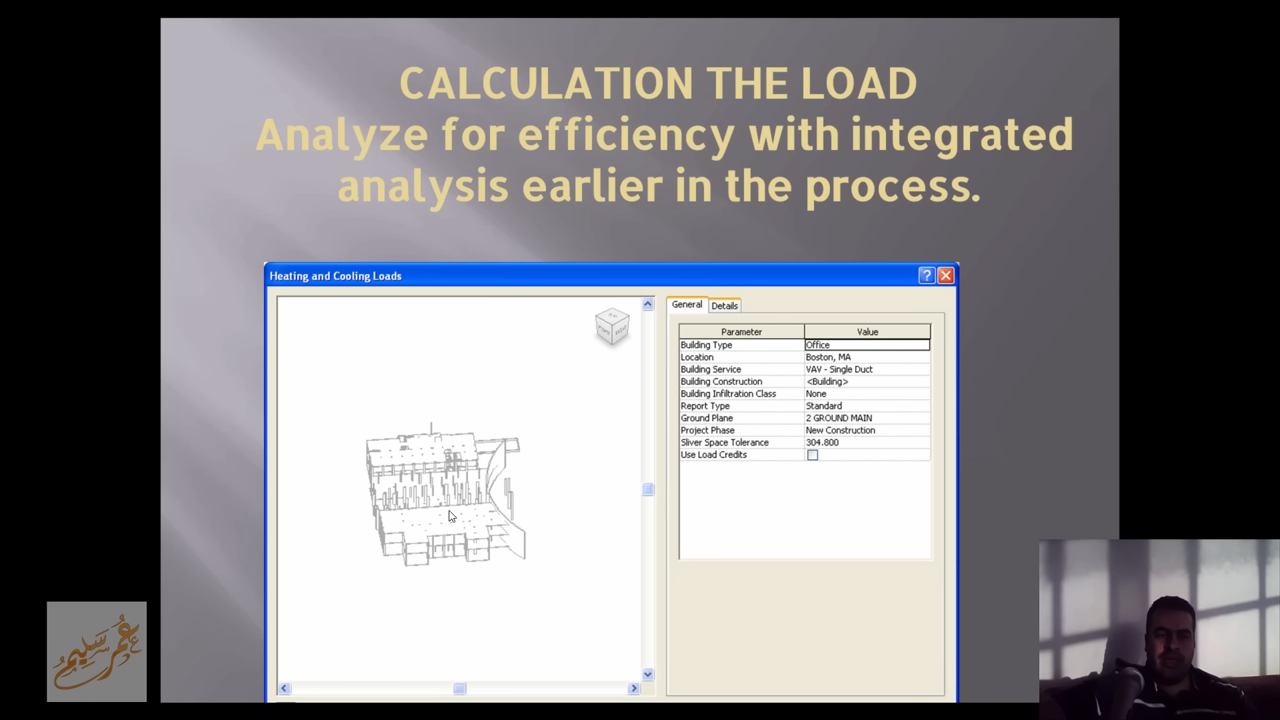 CALCULATION THE LOAD
Analyze for efficiency with integrated
analysis earlier in the process.
Heating and Cooling Loads
General Details
Parameter Value
Building Type Office
Location Boston, MA
Building Service VAV - Single Duct
Building Construction <Building>
Building Infiltration Class None
Report Type Standard
Ground Plane 2 GROUND MAIN
Project Phase New Construction
Sliver Space Tolerance 304.800
Use Load Credits
عمر سليم